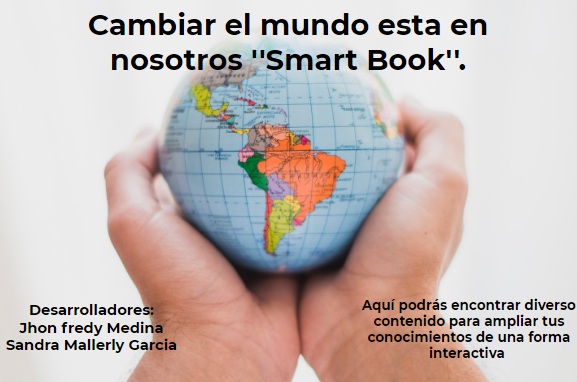 Cambiar el mundo esta en
nosotros ''Smart Book''.
Desarrolladores:
Jhon fredy Medina
Sandra Mallerly Garcia
Aquí podrás encontrar diverso
contenido para ampliar tus
conocimientos de una forma
interactiva